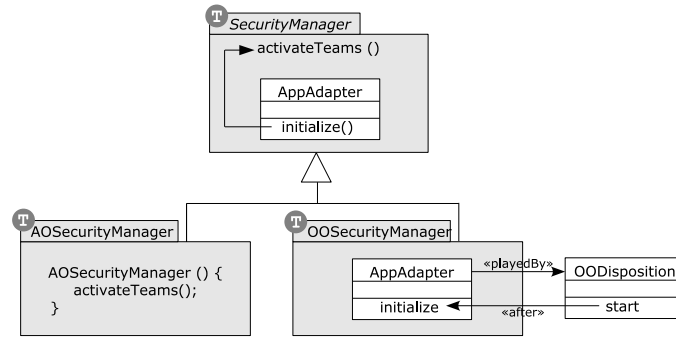 T
SecurityManager
activateTeams ()
AppAdapter
initialize()
T
AOSecurityManager
AOSecurityManager () {
activateTeams();
}
T
OOSecurityManager
AppAdapter
initialize
«playedBy»
«after»
OODisposition
start